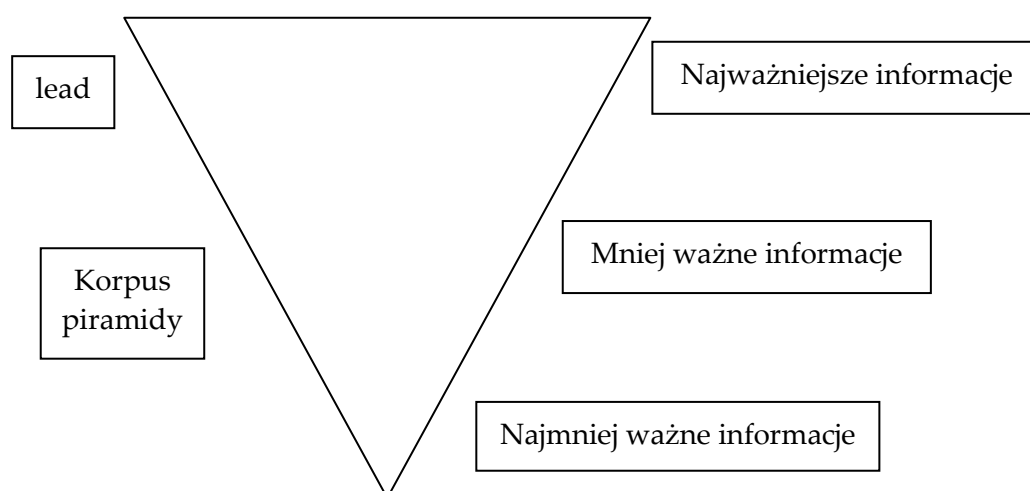 lead
Najważniejsze informacje
Mniej ważne informacje
Korpus
piramidy
Najmniej ważne informacje